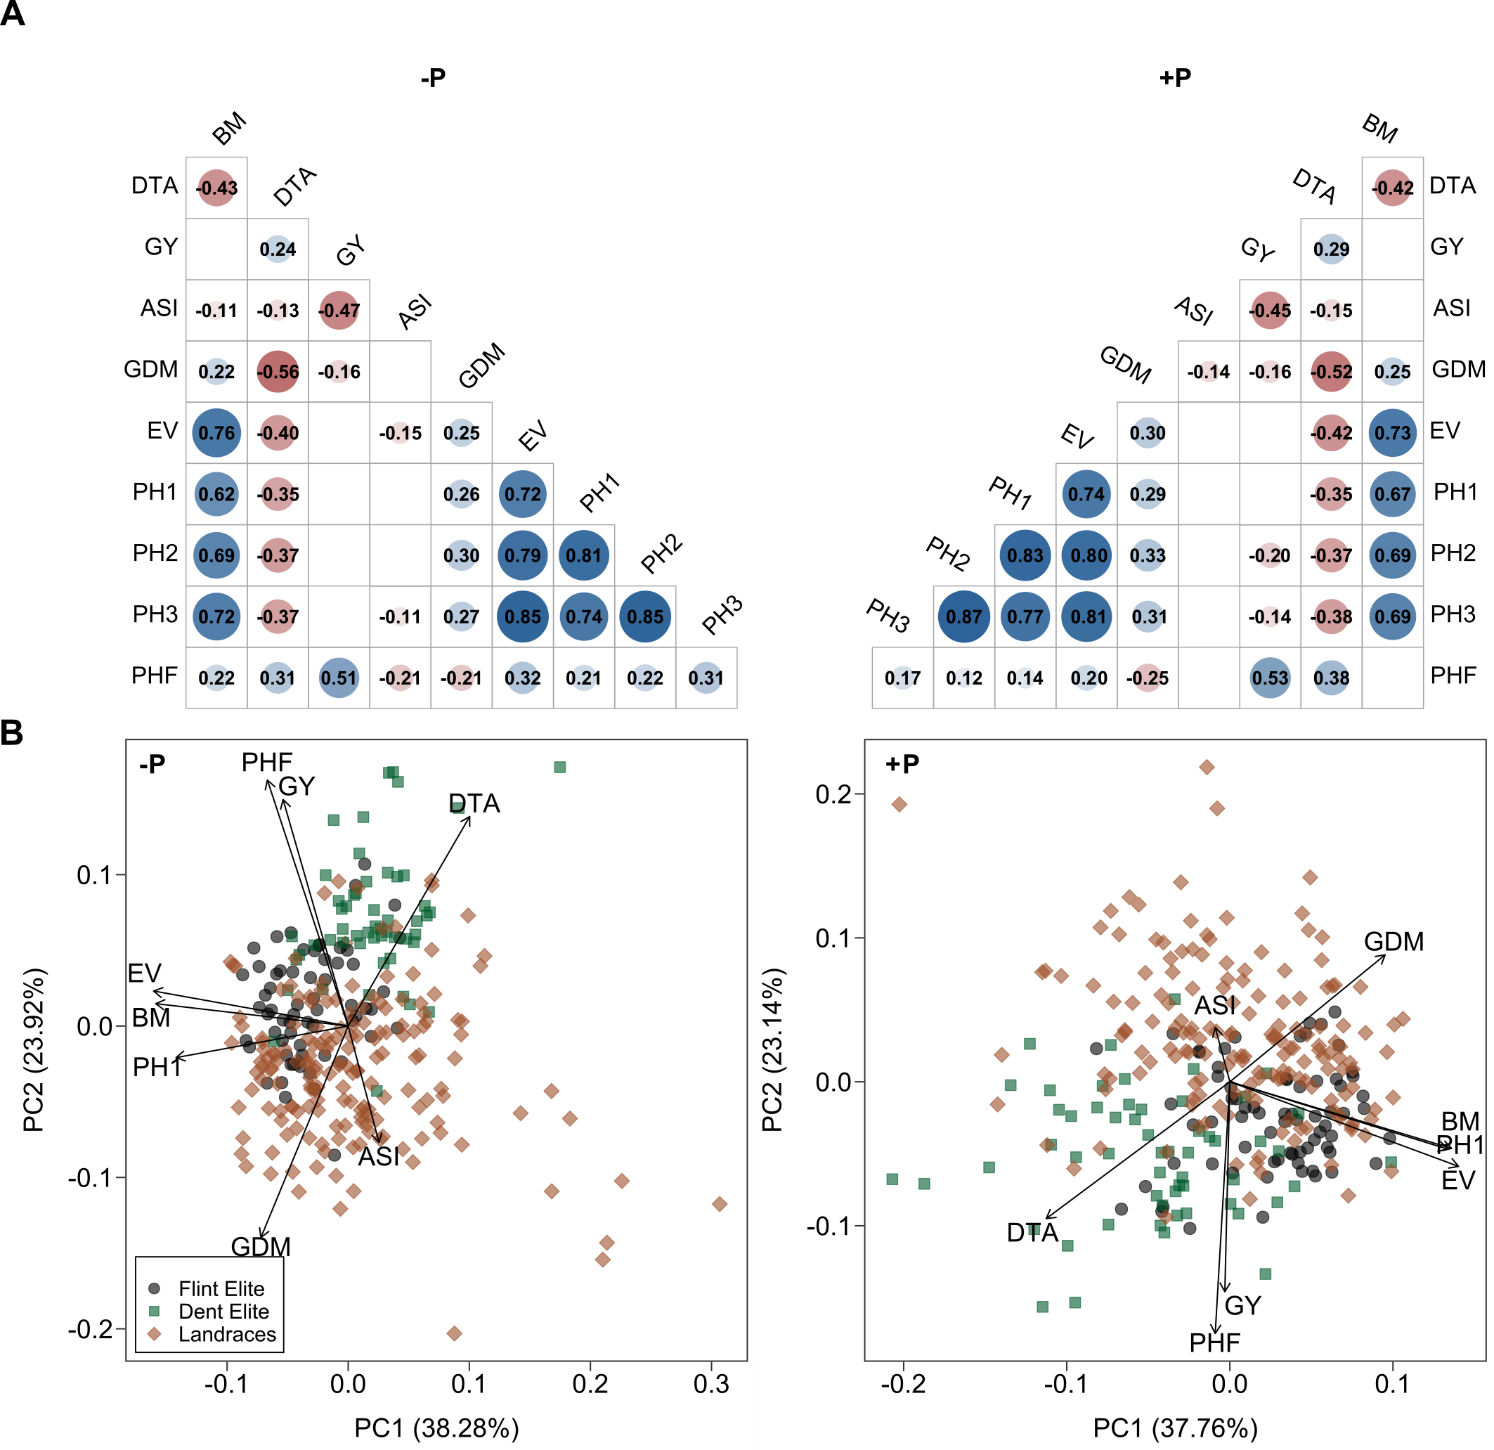 A
-P +P
BM BM
DTA -0.43 DTA DTA -0.42 DTA
GY 0.24 GY GY 0.29 GY
ASI -0.11 -0.13 -0.47 ASI ASI -0.45 -0.15 ASI
GDM 0.22 -0.56 -0.16 GDM GDM -0.14 -0.16 -0.52 0.25 GDM
EV 0.76 -0.40 -0.15 0.25 EV EV 0.30 -0.42 0.73 EV
PH1 0.62 -0.35 0.26 0.72 PH1 PH1 0.74 0.29 -0.35 0.67 PH1
PH2 0.69 -0.37 0.30 0.79 0.81 PH2 PH2 0.83 0.80 0.33 -0.20 -0.37 0.69 PH2
PH3 0.72 -0.37 -0.11 0.27 0.85 0.74 0.85 PH3 PH3 0.87 0.77 0.81 0.31 -0.14 -0.38 0.69 PH3
PHF 0.22 0.31 0.51 -0.21 -0.21 0.32 0.21 0.22 0.31 0.17 0.12 0.14 0.20 -0.25 0.53 0.38 PHF
B
-P
PHF
GY
DTA
EV
BM
PH1
ASI
GDM
Flint Elite
Dent Elite
Landraces
0.1
0.0
-0.1
-0.2
PC2 (23.92%)
-0.1 0.0 0.1 0.2 0.3
PC1 (38.28%)
+P
GDM
ASI
BM
PH1
EV
DTA
GY
PHF
0.2
0.1
0.0
-0.1
PC2 (23.14%)
-0.2 -0.1 0.0 0.1
PC1 (37.76%)